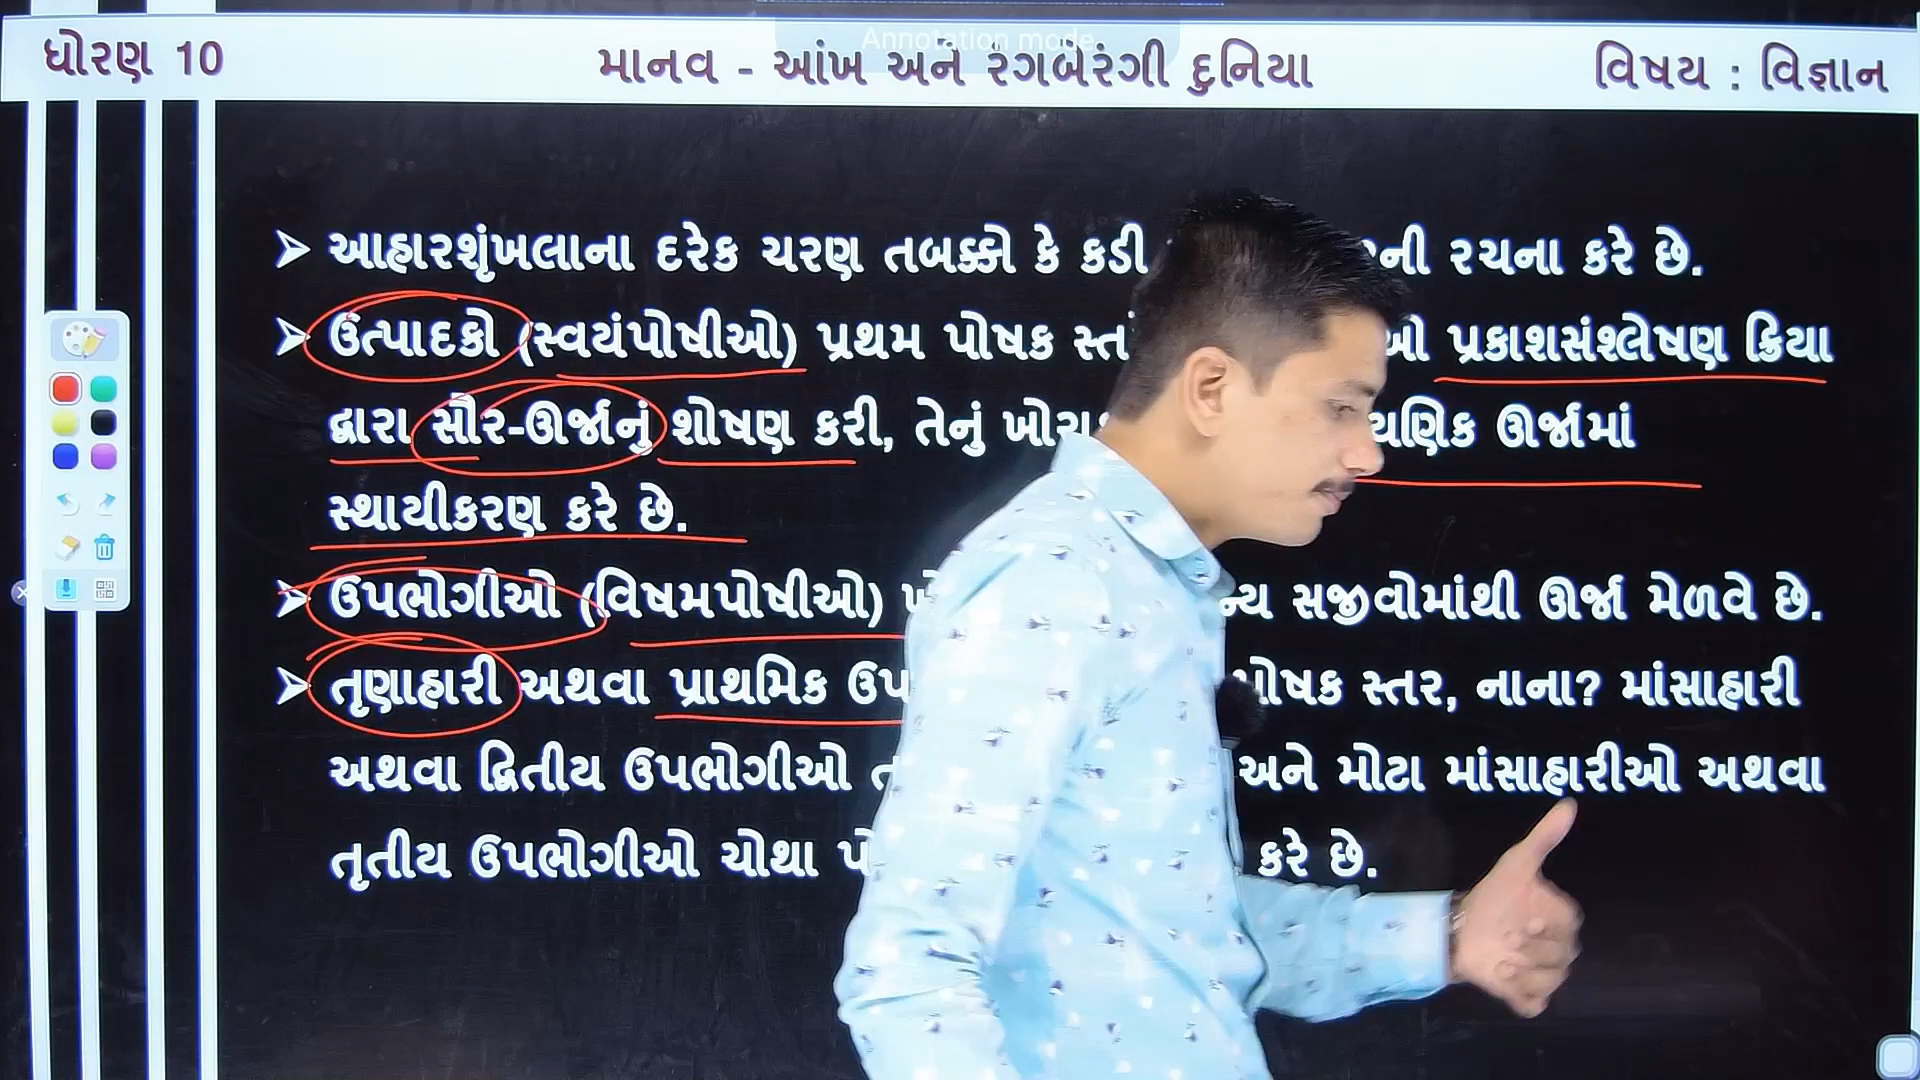 Annotation mode
ધોરણ 10
માનવ - આંખ અને રંગબેરંગી દુનિયા
વિષય : વિજ્ઞાન
➢ આહારશૃંખલાના દરેક ચરણ તબક્કો કે કડી રચના કરે છે.
➢ ઉત્પાદકો (સ્વયંપોષીઓ) પ્રથમ પોષક પ્રકાશસંશ્લેષણ ક્રિયા
દ્વારા સૌર-ઊર્જાનું શોષણ કરી, તેનું ઊર્જામાં
સ્થાયીકરણ કરે છે.
➢ ઉપભોગીઓ (વિષમપોષીઓ) સજીવોમાંથી ઊર્જા મેળવે છે.
➢ તૃણાહારી અથવા પ્રાથમિક પોષક સ્તર, નાના? માંસાહારી
અથવા દ્વિતીય ઉપભોગીઓ અને મોટા માંસાહારીઓ અથવા
તૃતીય ઉપભોગીઓ ચોથા કરે છે.